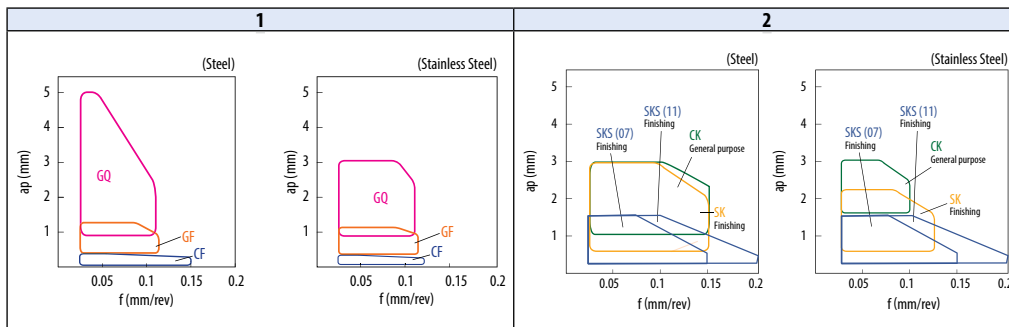 1
2
(Steel)
5
4
3
2
1
ap (mm)
GQ
GF
CF
0.05
0.1
0.15
0.2
f (mm/rev)
(Stainless Steel)
5
4
3
2
1
ap (mm)
GQ
GF
CF
0.05
0.1
0.15
0.2
f (mm/rev)
(Steel)
5
4
3
2
1
ap (mm)
SKS (11)
Finishing
SKS (07)
Finishing
CK
General purpose
SK
Finishing
0.05
0.1
0.15
0.2
f (mm/rev)
(Stainless Steel)
5
4
3
2
1
ap (mm)
SKS (11)
Finishing
SKS (07)
Finishing
CK
General purpose
SK
Finishing
0.05
0.1
0.15
0.2
f (mm/rev)